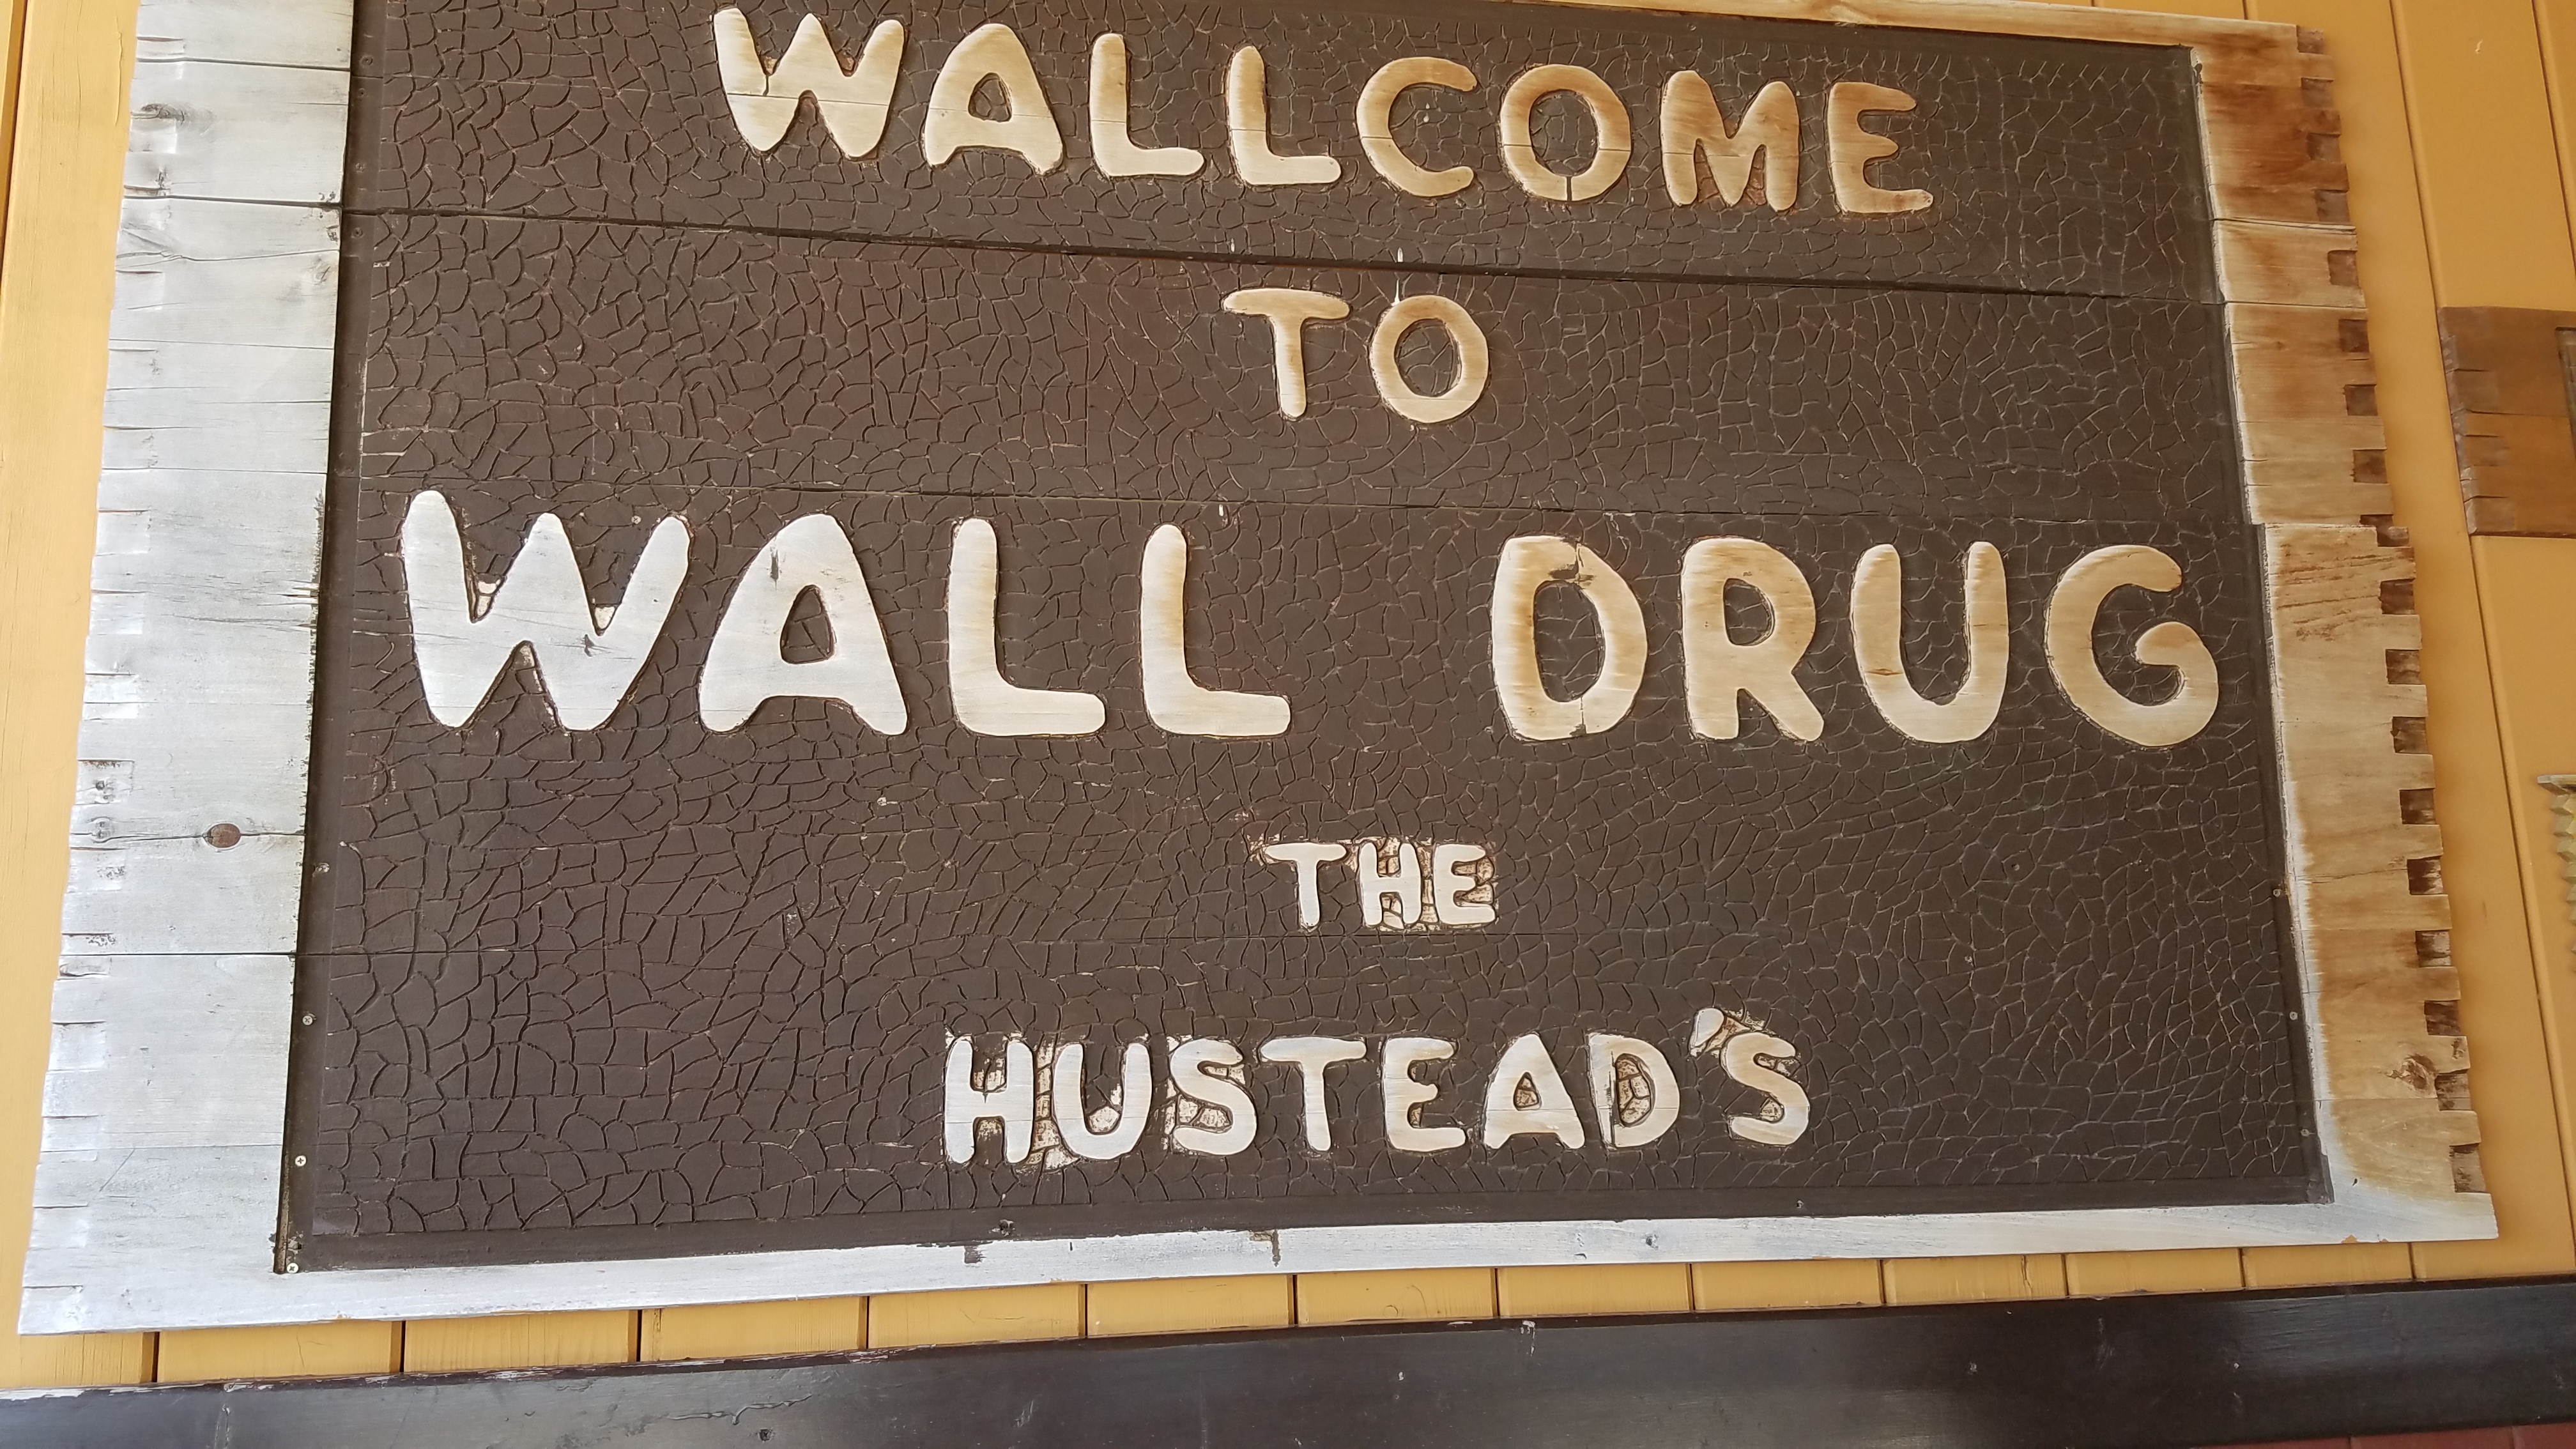 WALLCOME
TO
WALL DRUG
THE
HUSTEAD'S